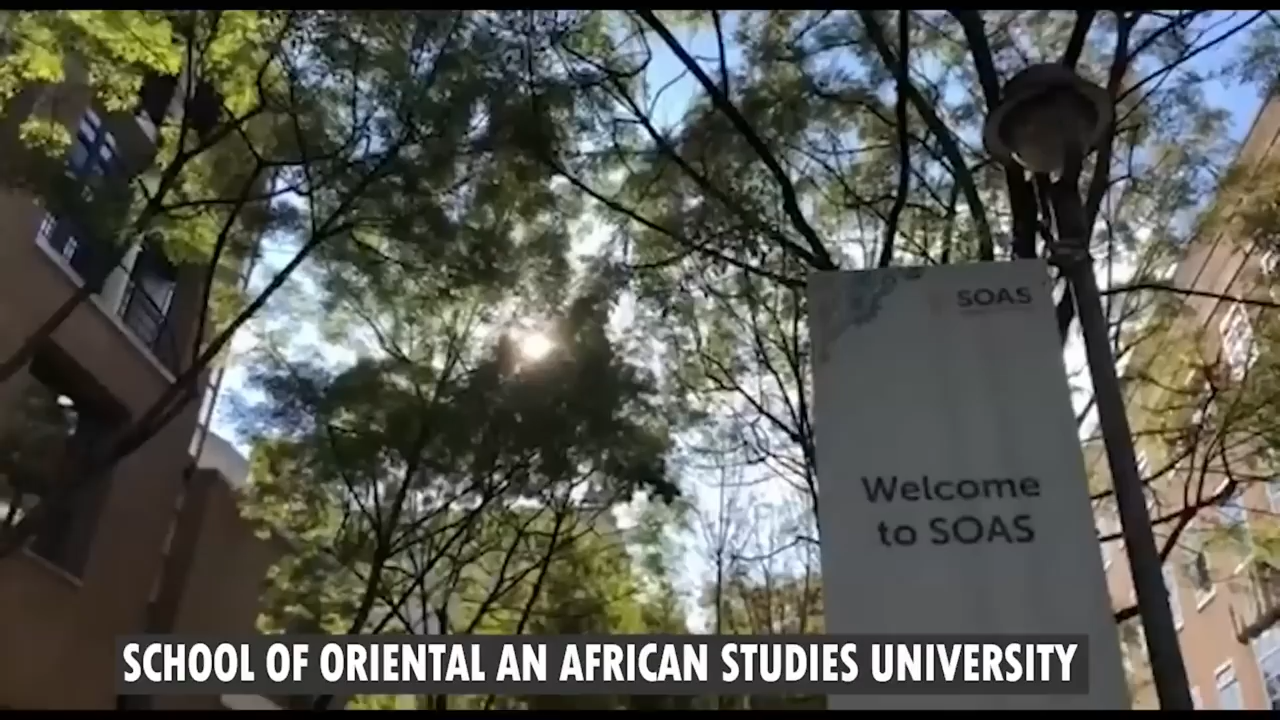 SOAS
Welcome
to SOAS
SCHOOL OF ORIENTAL AN AFRICAN STUDIES UNIVERSITY